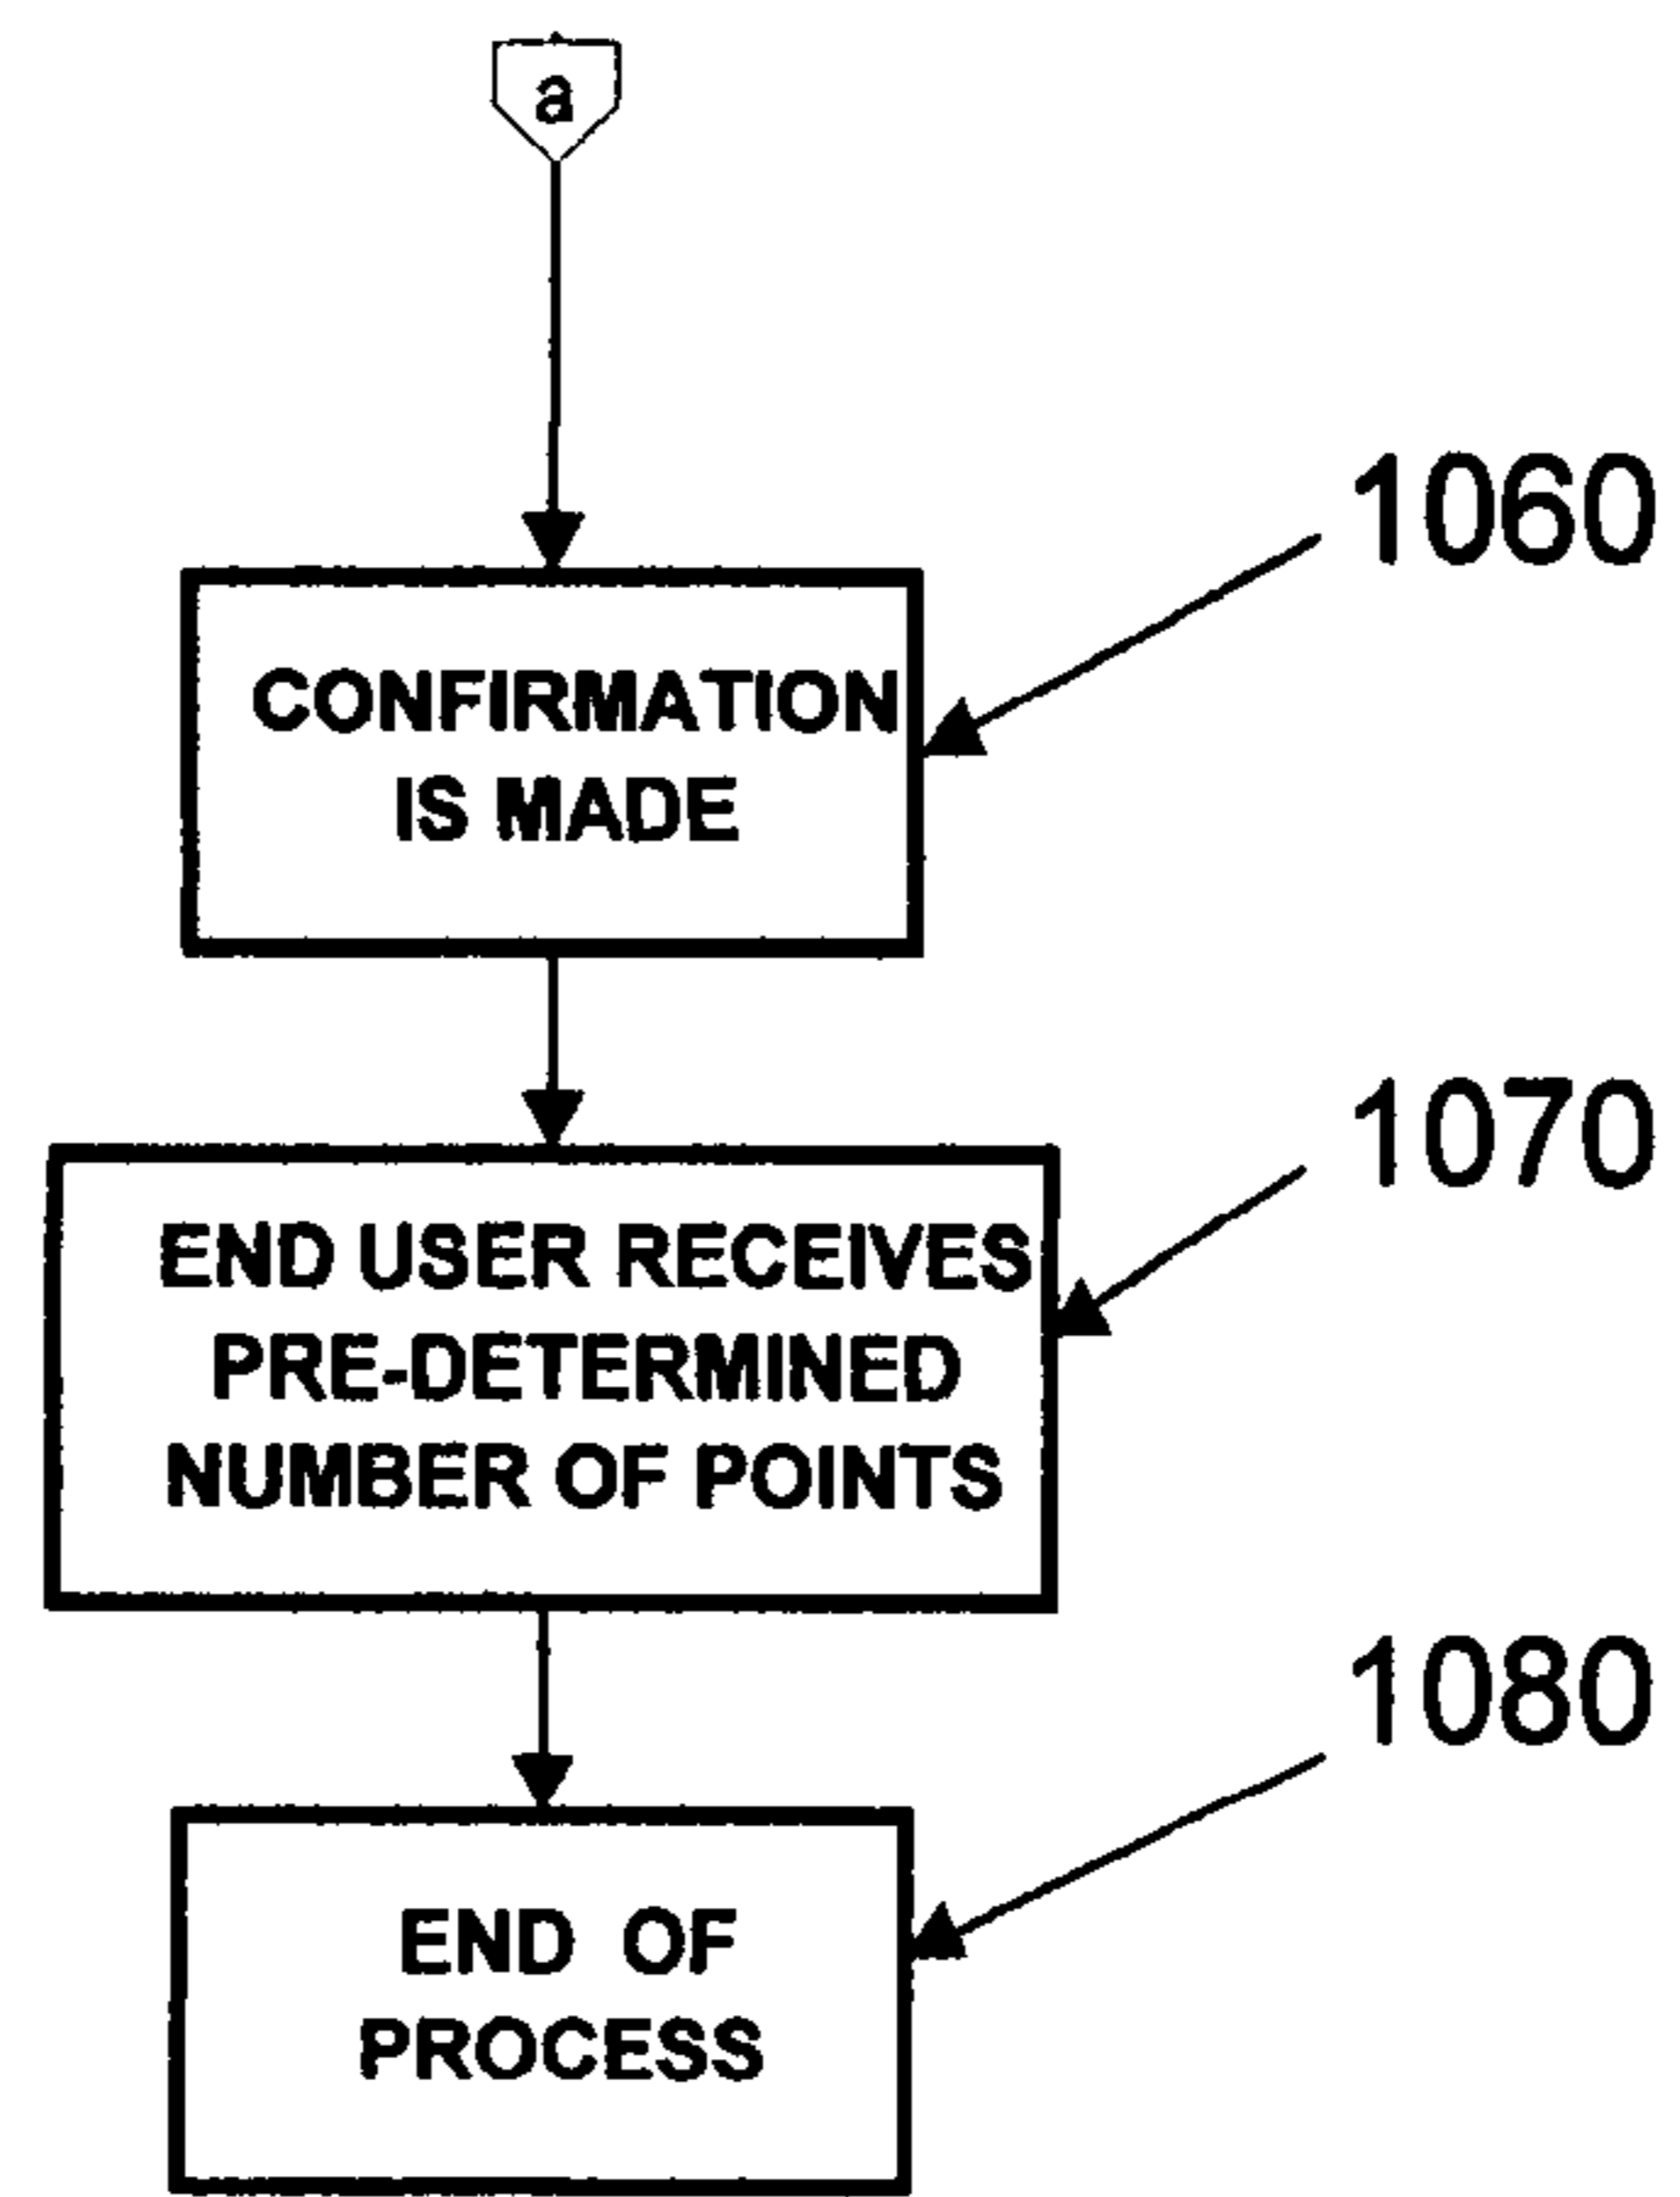 a
1060
CONFIRMATION
IS MADE
1070
END USER RECEIVES
PRE-DETERMINED
NUMBER OF POINTS
1080
END OF
PROCESS